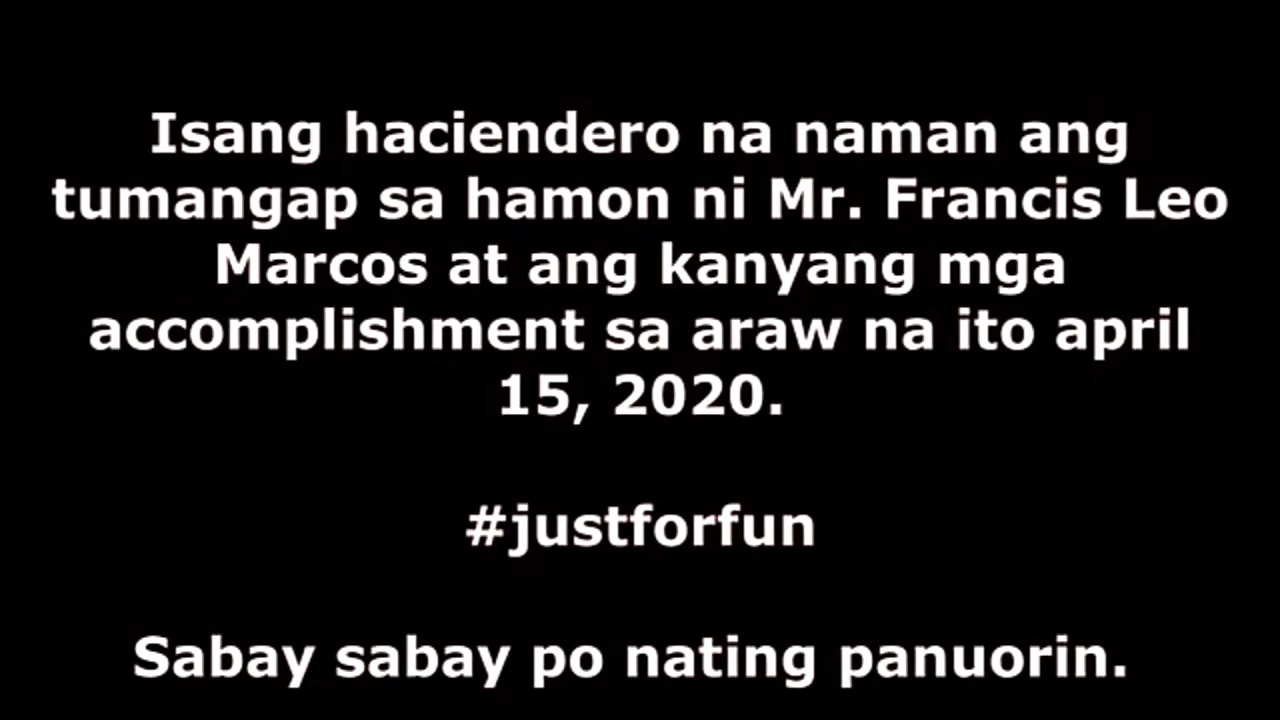 Isang haciendero na naman ang
tumangap sa hamon ni Mr. Francis Leo
Marcos at ang kanyang mga
accomplishment sa araw na ito april
15, 2020.
#justforfun
Sabay sabay po nating panuorin.